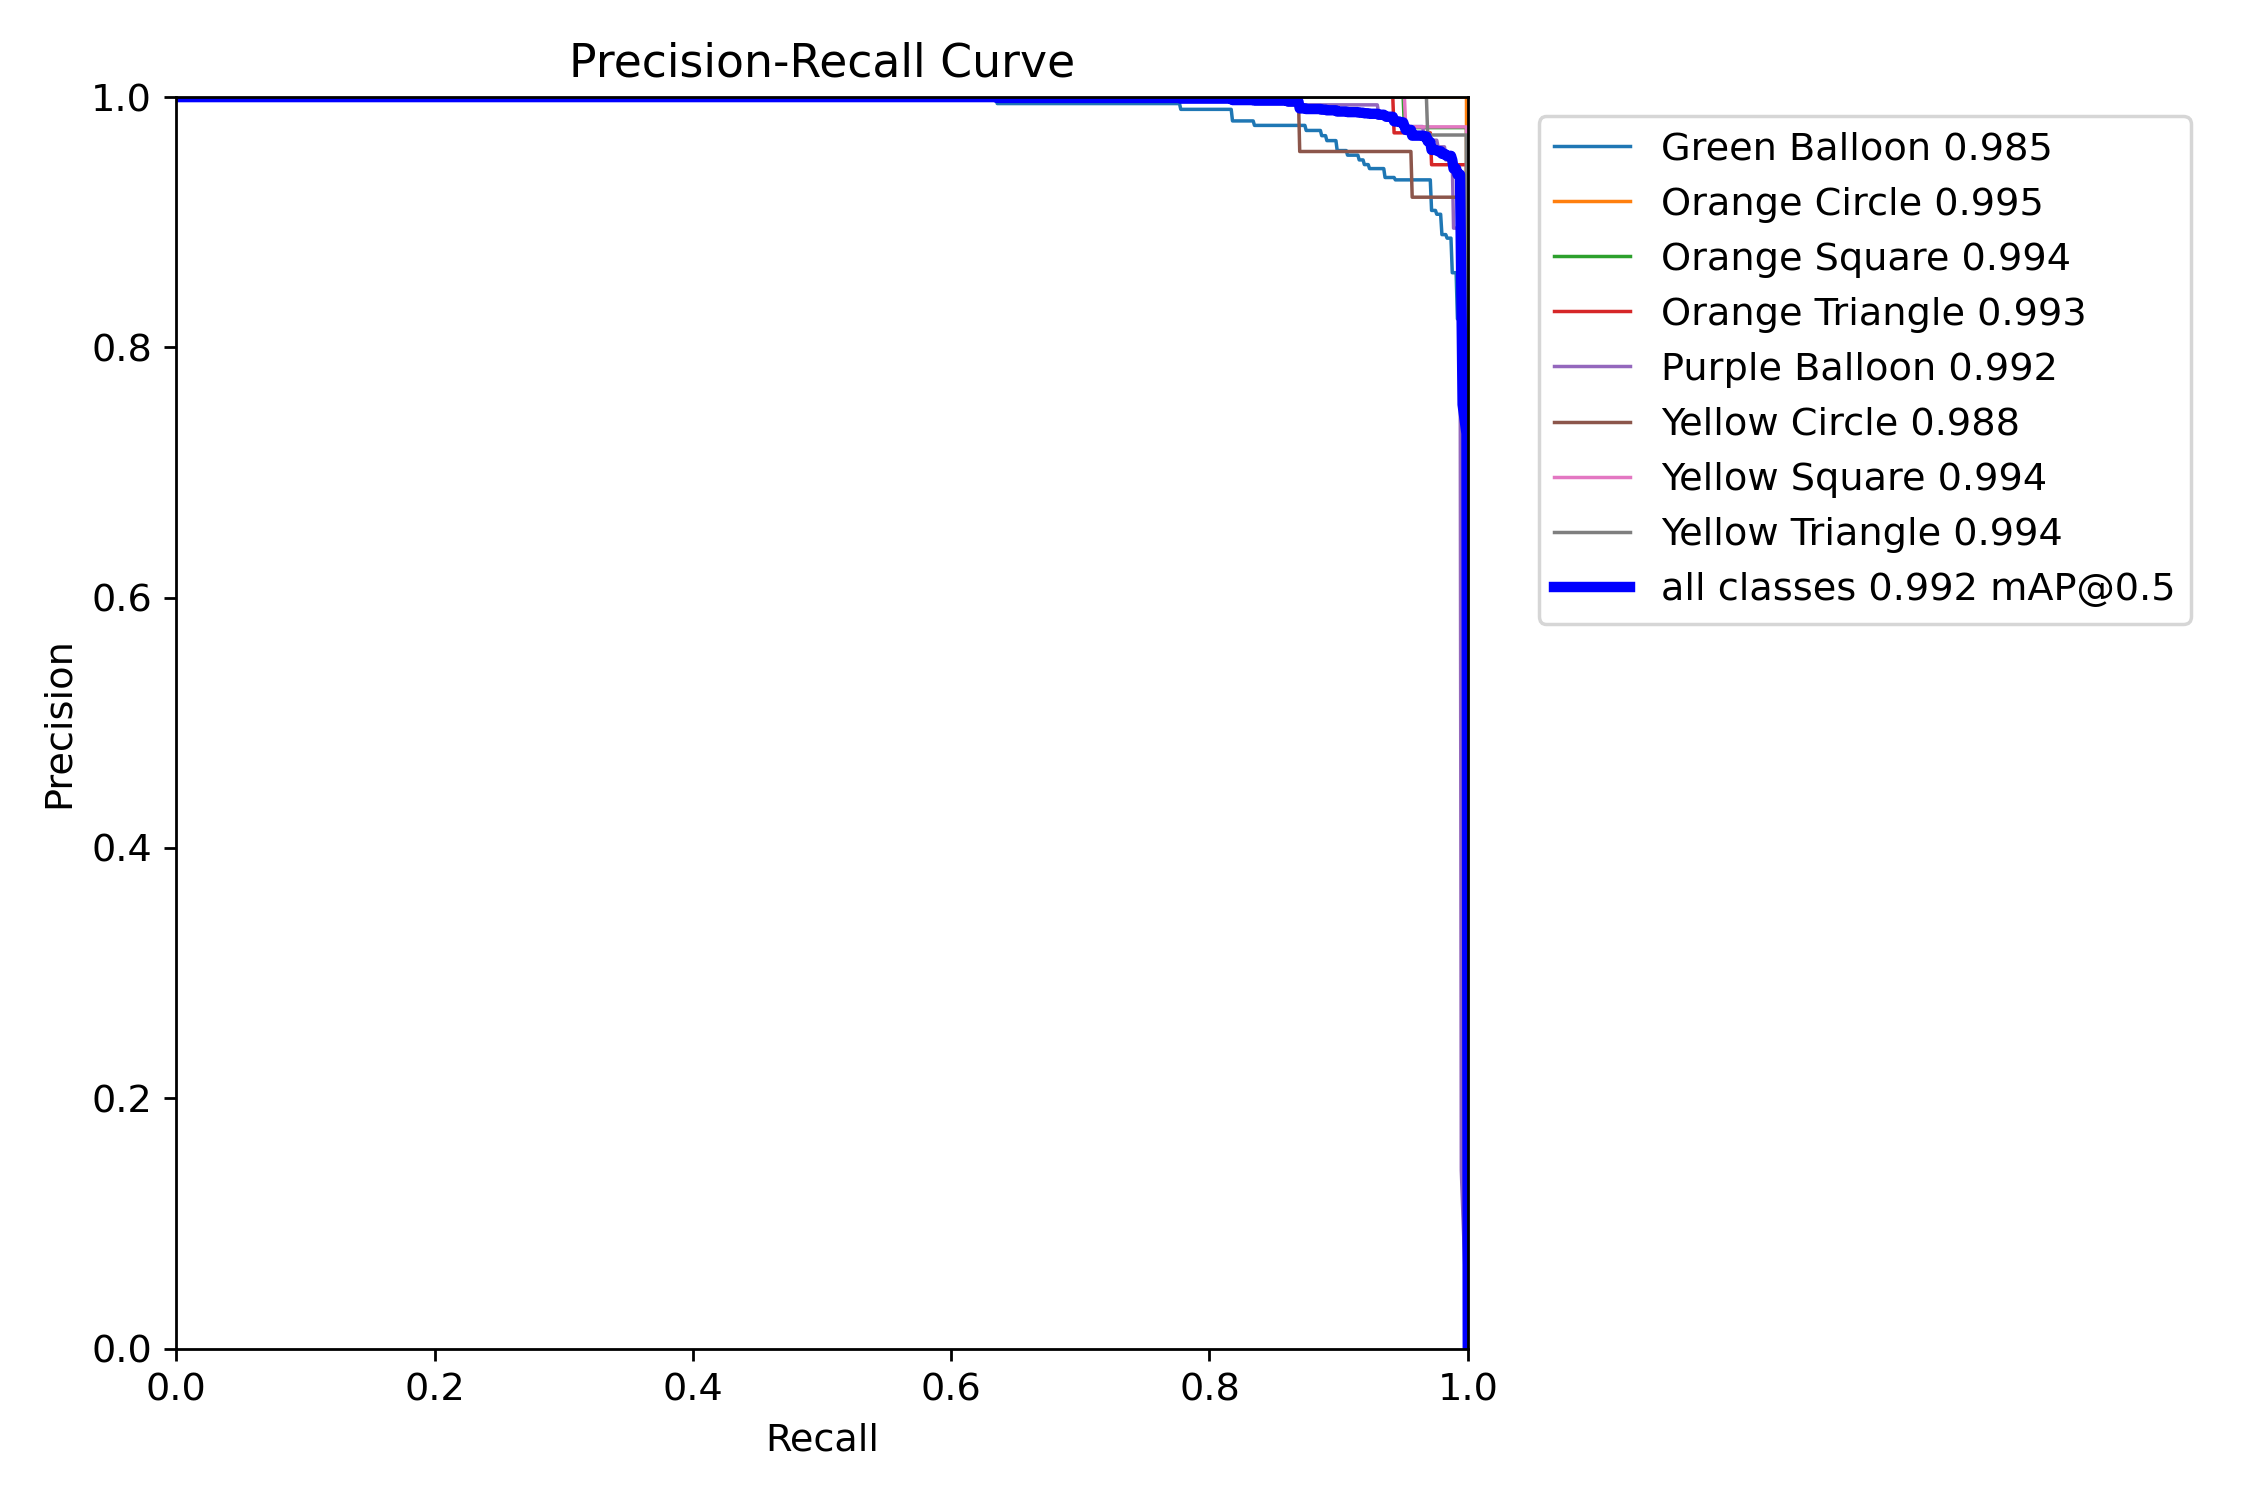 Precision-Recall Curve
1.0
0.8
0.6
0.4
0.2
0.0
Precision
0.0 0.2 0.4 0.6 0.8 1.0
Recall
Green Balloon 0.985
Orange Circle 0.995
Orange Square 0.994
Orange Triangle 0.993
Purple Balloon 0.992
Yellow Circle 0.988
Yellow Square 0.994
Yellow Triangle 0.994
all classes 0.992 mAP@0.5